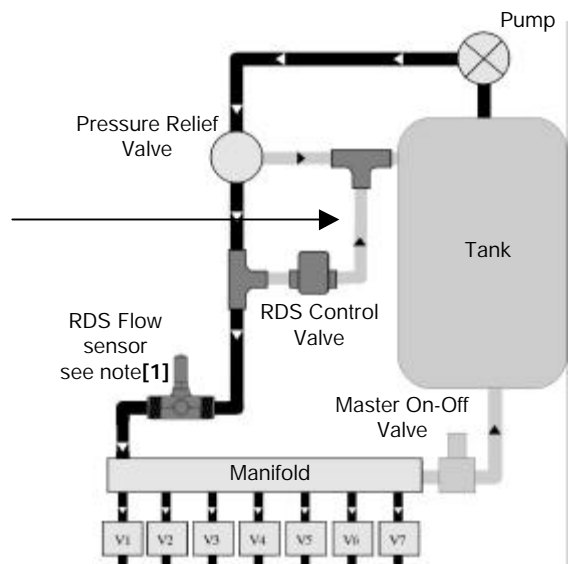 Pump
Pressure Relief
Valve
Tank
RDS Control
Valve
RDS Flow
sensor
see note[1]
Master On-Off
Valve
Manifold
V1 V2 V3 V4 V5 V6 V7